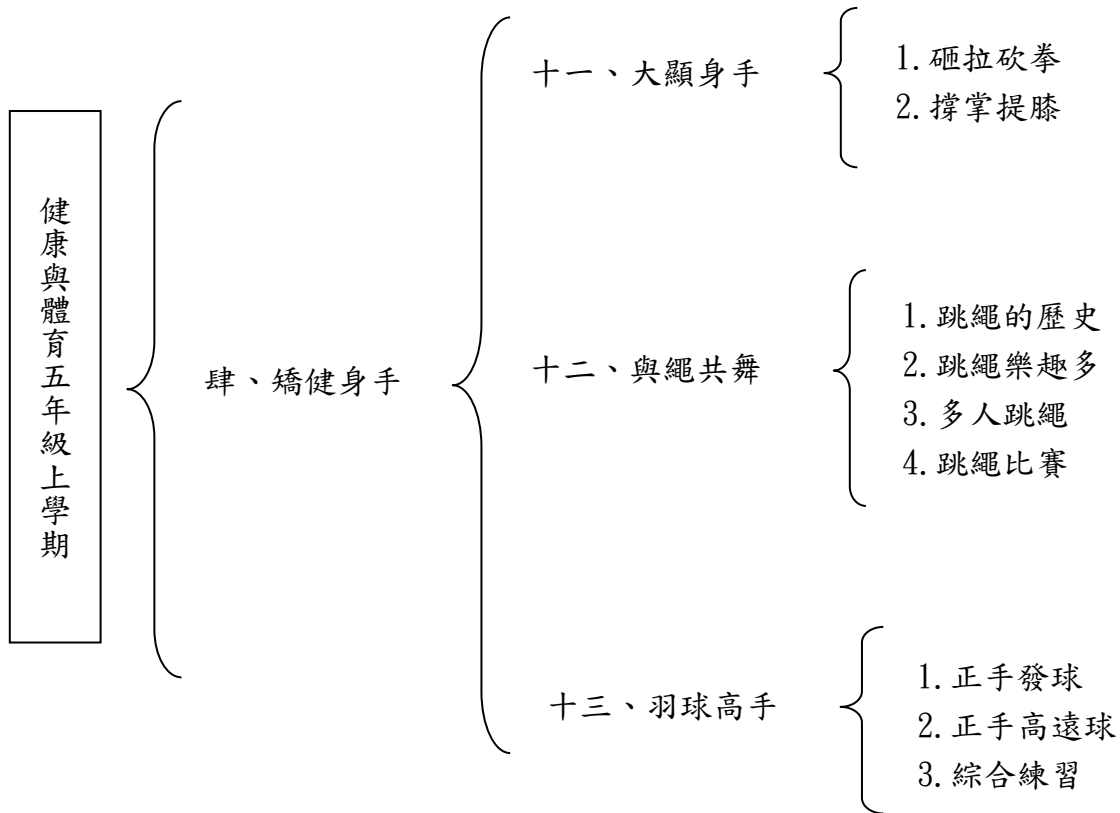 健康與體育五年級上學期
肆、矯健身手
十一、大顯身手
1.砸拉砍拳
2.撐掌提膝
十二、與繩共舞
1.跳繩的歷史
2.跳繩樂趣多
3.多人跳繩
4.跳繩比賽
十三、羽球高手
1.正手發球
2.正手高遠球
3.綜合練習